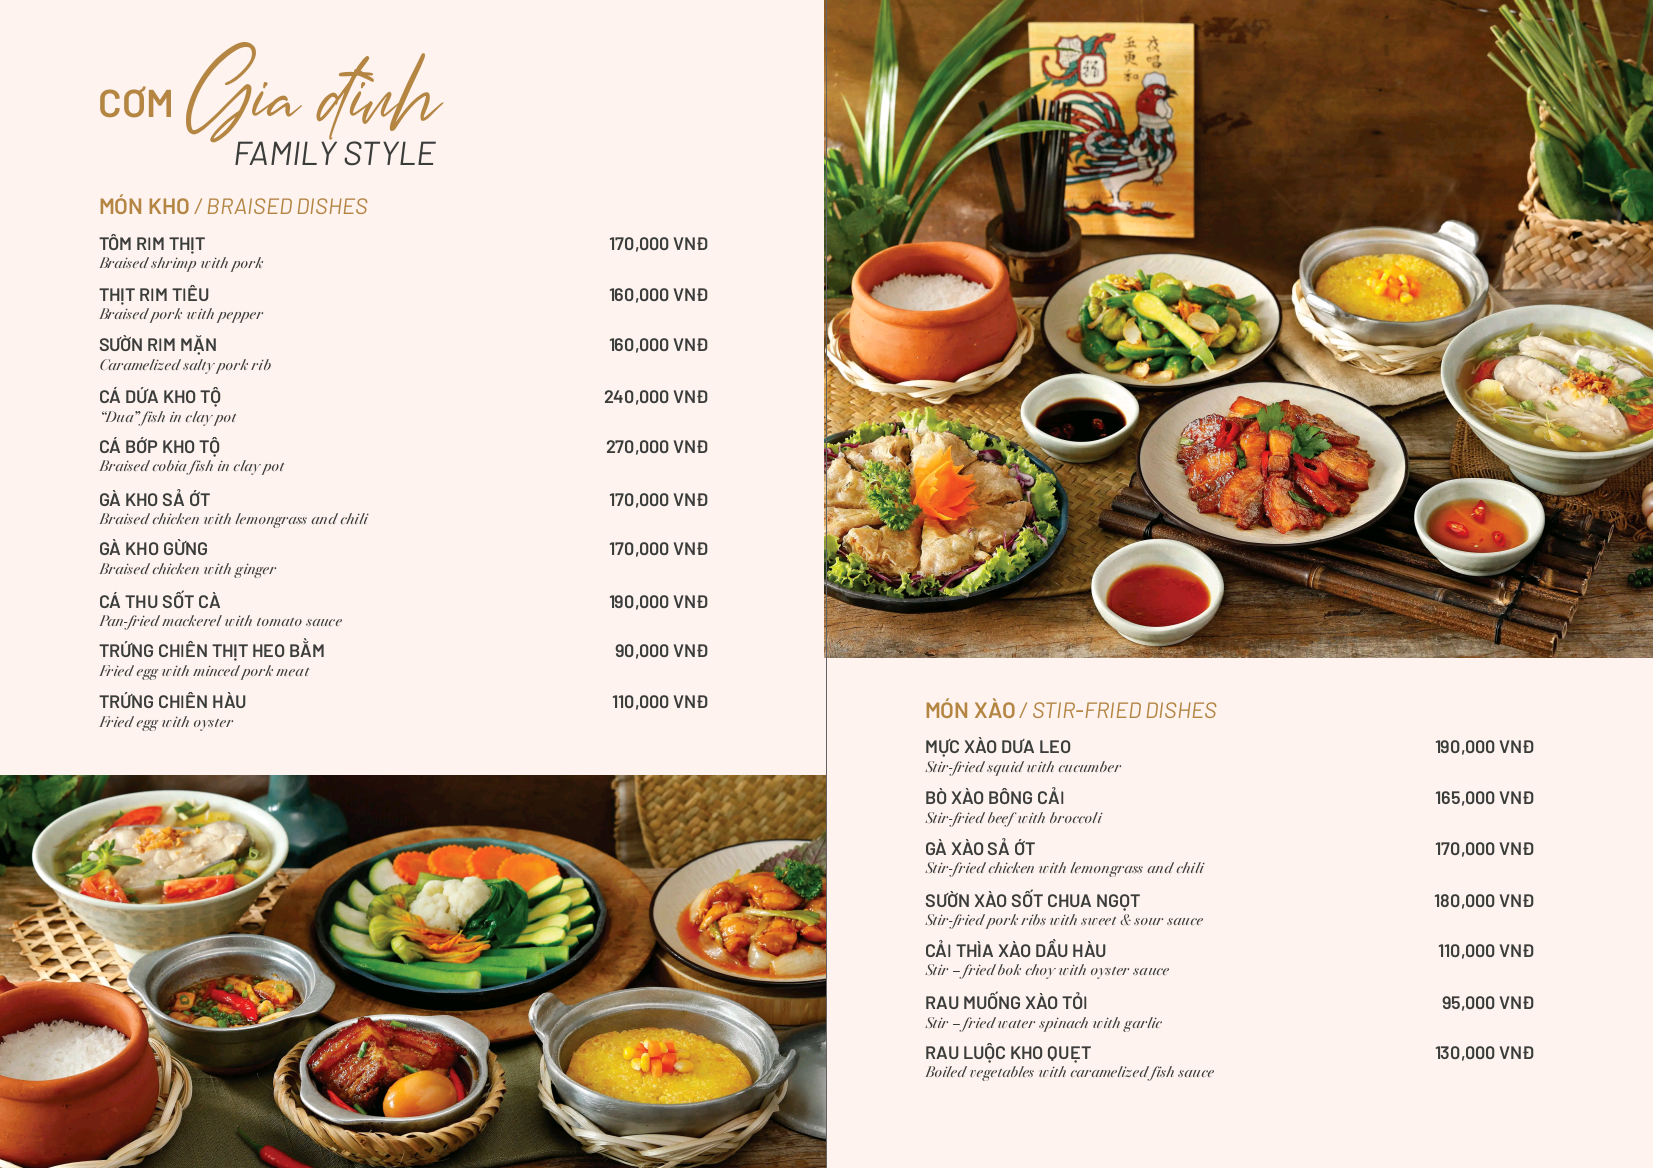 CƠM Gia đình
FAMILY STYLE
MÓN KHO / BRAISED DISHES
TÔM RIM THỊT 170,000 VNĐ
Braised shrimp with pork
THỊT RIM TIÊU 160,000 VNĐ
Braised pork with pepper
SƯỜN RIM MẶN 160,000 VNĐ
Caramelized salty pork rib
CÁ DỨA KHO TỘ 240,000 VNĐ
“Dua” fish in clay pot
CÁ BỚP KHO TỘ 270,000 VNĐ
Braised cobia fish in clay pot
GÀ KHO SẢ ỚT 170,000 VNĐ
Braised chicken with lemongrass and chili
GÀ KHO GỪNG 170,000 VNĐ
Braised chicken with ginger
CÁ THU SỐT CÀ 190,000 VNĐ
Pan-fried mackerel with tomato sauce
TRỨNG CHIÊN THỊT HEO BẰM 90,000 VNĐ
Fried egg with minced pork meat
TRỨNG CHIÊN HÀU 110,000 VNĐ
Fried egg with oyster
五更和
夜唱
MÓN XÀO / STIR-FRIED DISHES
MỰC XÀO DƯA LEO 190,000 VNĐ
Stir-fried squid with cucumber
BÒ XÀO BÔNG CẢI 165,000 VNĐ
Stir-fried beef with broccoli
GÀ XÀO SẢ ỚT 170,000 VNĐ
Stir-fried chicken with lemongrass and chili
SƯỜN XÀO SỐT CHUA NGỌT 180,000 VNĐ
Stir-fried pork ribs with sweet & sour sauce
CẢI THÌA XÀO DẦU HÀU 110,000 VNĐ
Stir – fried bok choy with oyster sauce
RAU MUỐNG XÀO TỎI 95,000 VNĐ
Stir – fried water spinach with garlic
RAU LUỘC KHO QUẸT 130,000 VNĐ
Boiled vegetables with caramelized fish sauce